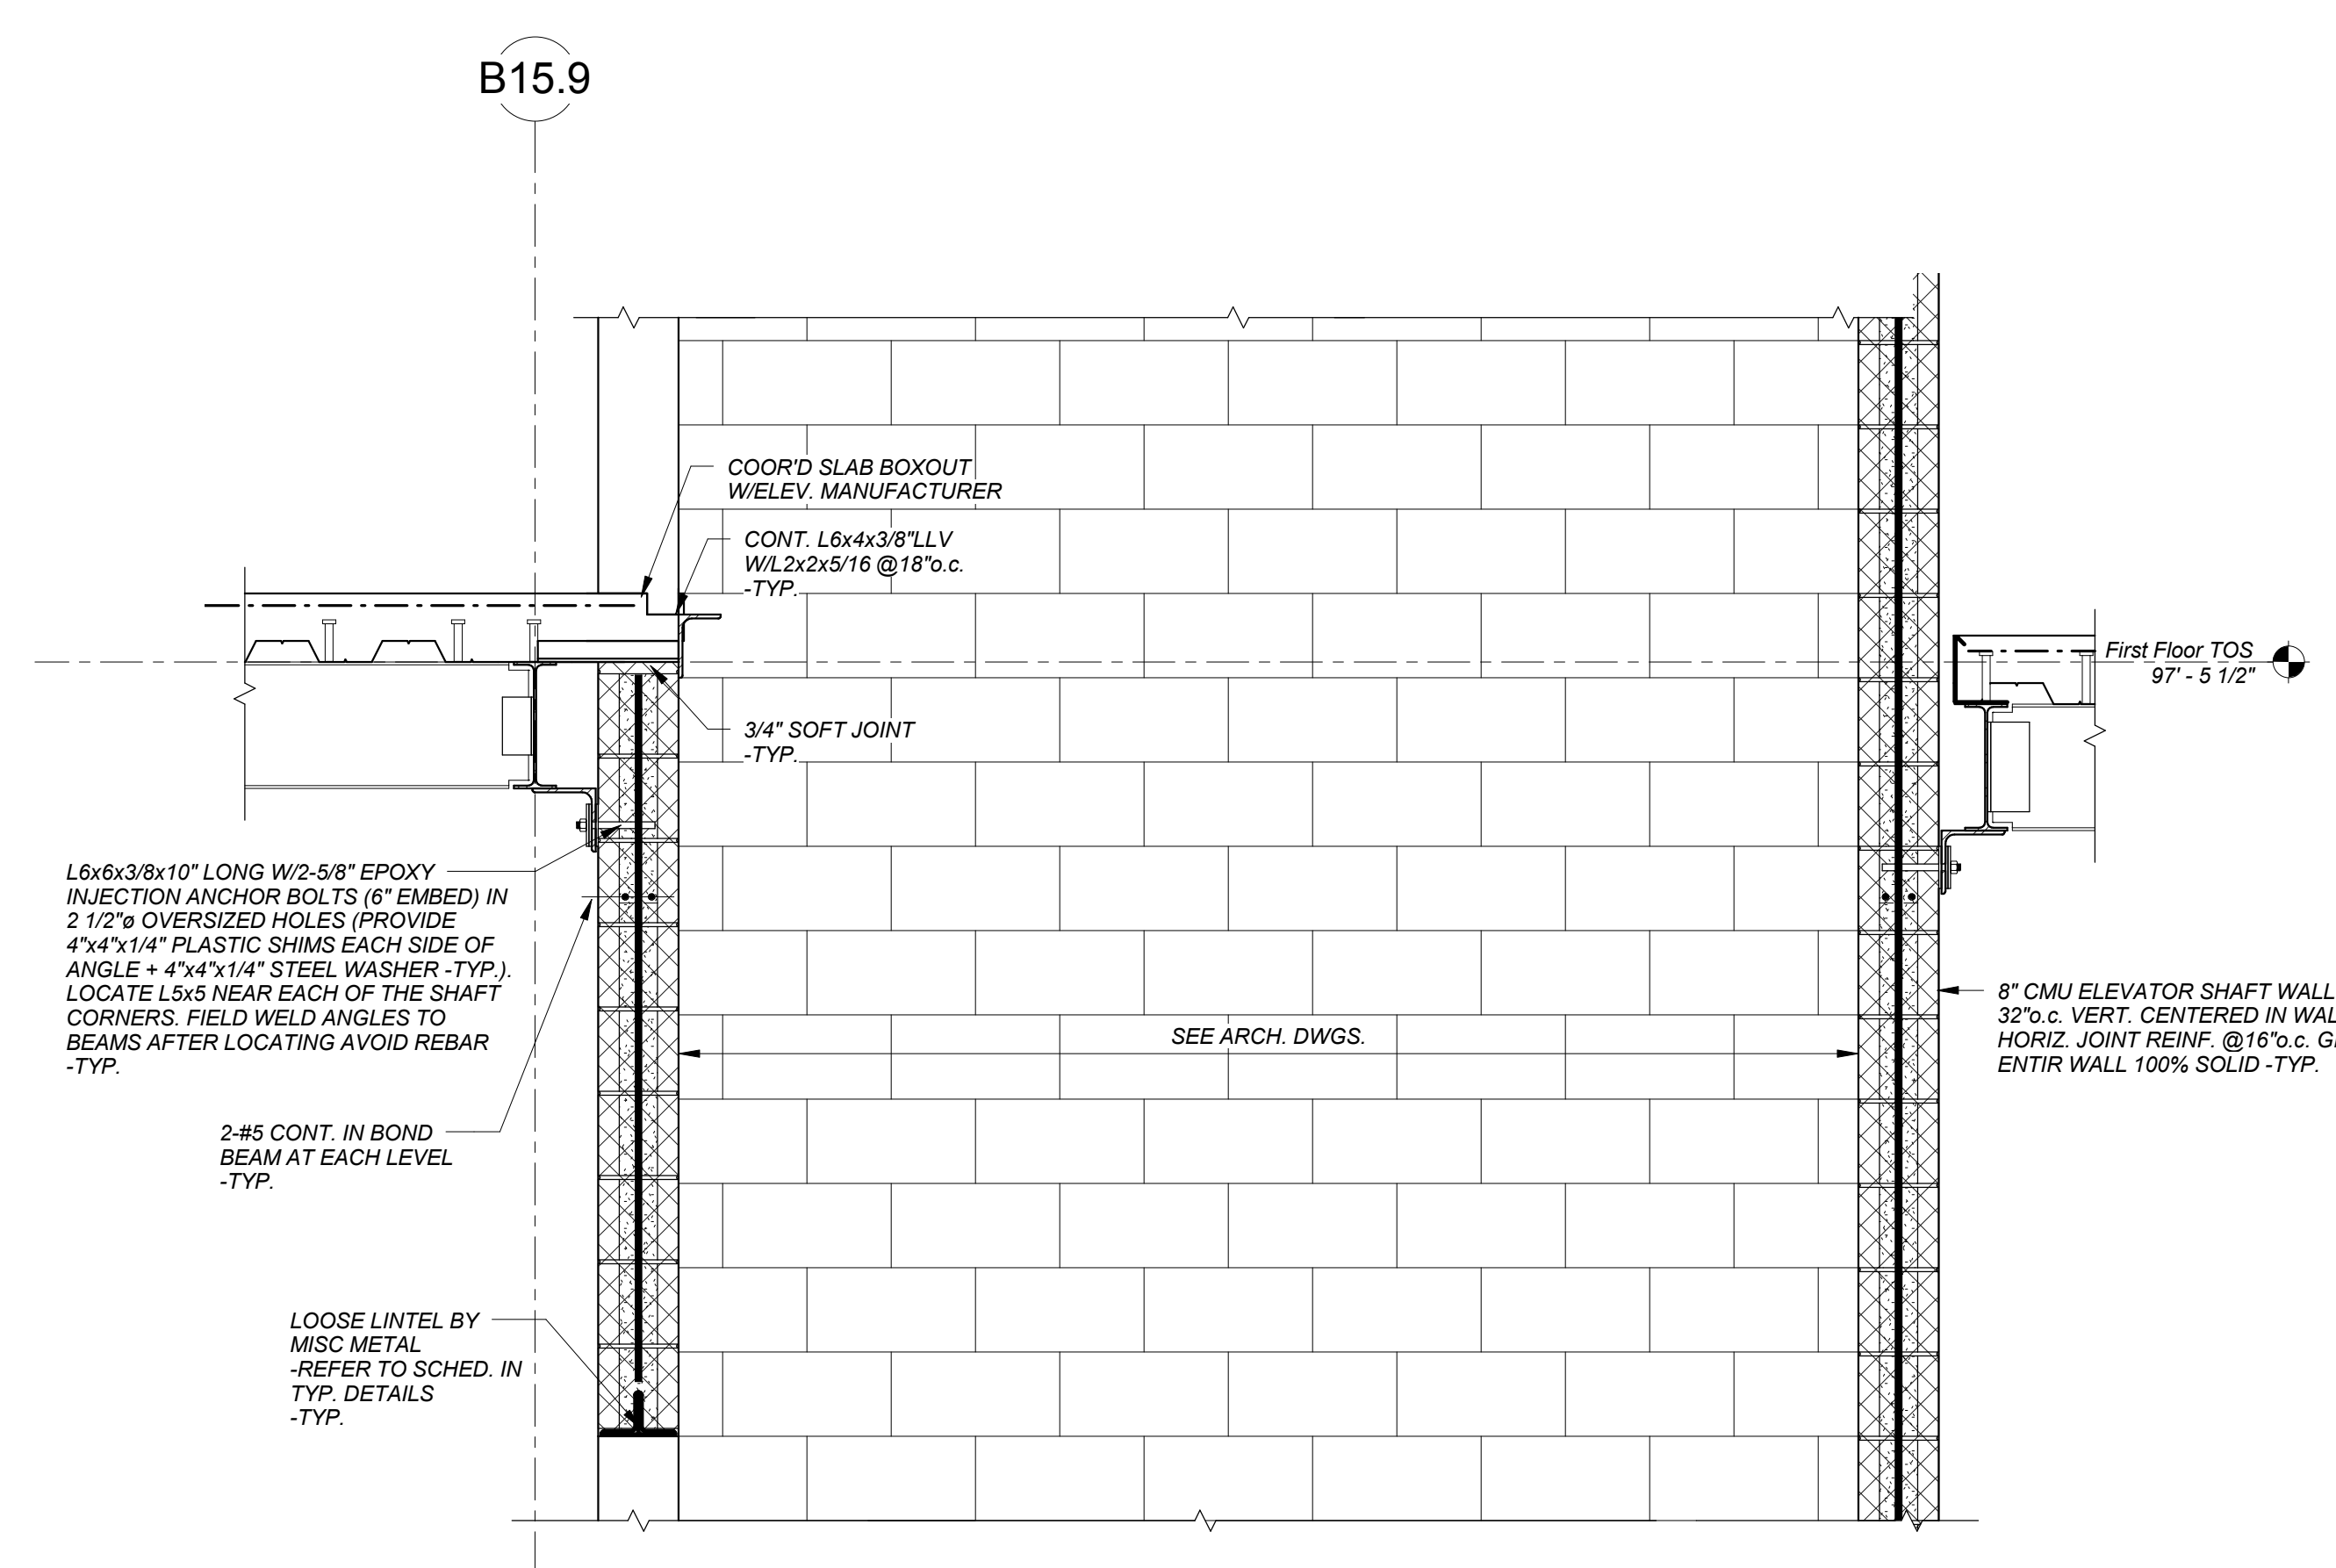 B15.9
COOR'D SLAB BOXOUT
W/ELEV. MANUFACTURER
CONT. L6x4x3/8"LLV
W/L2x2x5/16 @18"o.c.
-TYP.
First Floor TOS
97' - 5 1/2"
3/4" SOFT JOINT
-TYP.
L6x6x3/8x10" LONG W/2-5/8" EPOXY
INJECTION ANCHOR BOLTS (6" EMBED) IN
2 1/2"ø OVERSIZED HOLES (PROVIDE
4"x4"x1/4" PLASTIC SHIMS EACH SIDE OF
ANGLE + 4"x4"x1/4" STEEL WASHER -TYP.).
LOCATE L5x5 NEAR EACH OF THE SHAFT
CORNERS. FIELD WELD ANGLES TO
BEAMS AFTER LOCATING AVOID REBAR
-TYP.
8" CMU ELEVATOR SHAFT WALL
32"o.c. VERT. CENTERED IN
HORIZ. JOINT REINF. @16"o.c.
ENTIR WALL 100% SOLID -TYP.
SEE ARCH. DWGS.
2-#5 CONT. IN BOND
BEAM AT EACH LEVEL
-TYP.
LOOSE LINTEL BY
MISC METAL
-REFER TO SCHED. IN
TYP. DETAILS
-TYP.